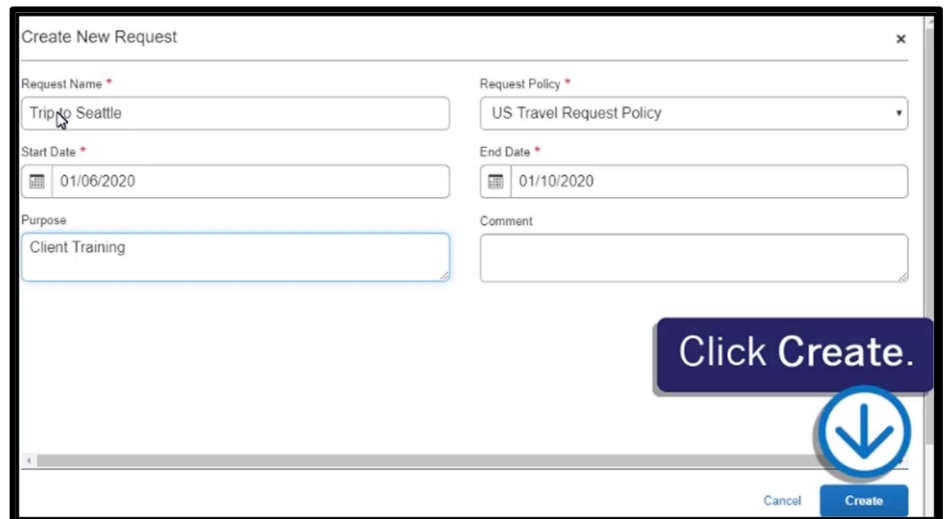 Create New Request
×
Request Name *
Request Policy *
Trip to Seattle
US Travel Request Policy
Start Date *
End Date *
01/06/2020
01/10/2020
Purpose
Comment
Client Training
Click Create.
Cancel
Create